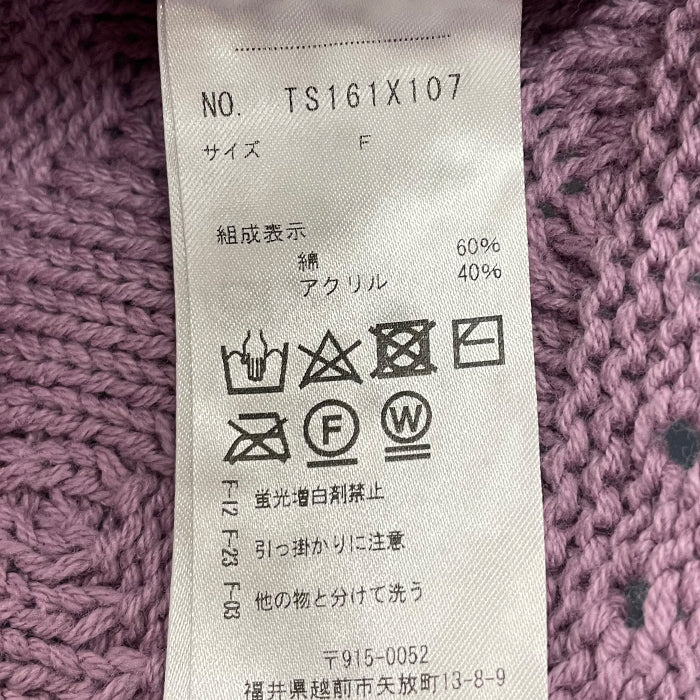 NO. TS161X107
サイズ F
組成表示
綿 60%
アクリル 40%
F
W
F-12 蛍光増白剤禁止
F-23 引っ掛かりに注意
F-03 他の物と分けて洗う
〒915-0052
福井県越前市矢放町13-8-9